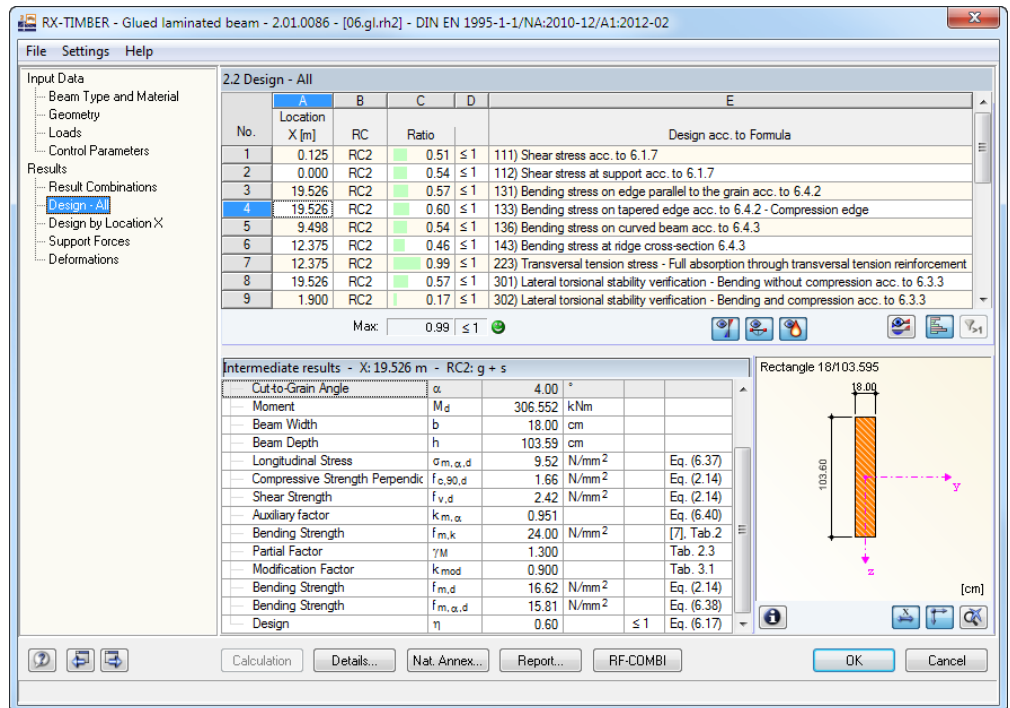 RX-TIMBER - Glued laminated beam - 2.01.0086 - [06.gl.rh2] - DIN EN 1995-1-1/NA:2010-12/A1:2012-02
File Settings Help
Input Data
Beam Type and Material
Geometry
Loads
Control Parameters
Results
Result Combinations
Design - All
Design by Location X
Support Forces
Deformations
2.2 Design - All
A B C D E
Location
No. X [m] RC Ratio Design acc. to Formula
1 0.125 RC2 0.51 ≤ 1 111) Shear stress acc. to 6.1.7
2 0.000 RC2 0.54 ≤ 1 112) Shear stress at support acc. to 6.1.7
3 19.526 RC2 0.57 ≤ 1 131) Bending stress on edge parallel to the grain acc. to 6.4.2
4 19.526 RC2 0.60 ≤ 1 133) Bending stress on tapered edge acc. to 6.4.2 - Compression edge
5 9.498 RC2 0.54 ≤ 1 136) Bending stress on curved beam acc. to 6.4.3
6 12.375 RC2 0.46 ≤ 1 143) Bending stress at ridge cross-section 6.4.3
7 12.375 RC2 0.99 ≤ 1 223) Transversal tension stress - Full absorption through transversal tension reinforcement
8 19.526 RC2 0.57 ≤ 1 301) Lateral torsional stability verification - Bending without compression acc. to 6.3.3
9 1.900 RC2 0.17 ≤ 1 302) Lateral torsional stability verification - Bending and compression acc. to 6.3.3
Max: 0.99 ≤ 1
>1
Intermediate results - X: 19.526 m - RC2: g + s
Cut-to-Grain Angle α 4.00 °
Moment Md 306.552 kNm
Beam Width b 18.00 cm
Beam Depth h 103.59 cm
Longitudinal Stress σm,α,d 9.52 N/mm² Eq. (6.37)
Compressive Strength Perpendic fc,90,d 1.66 N/mm² Eq. (2.14)
Shear Strength fv,d 2.42 N/mm² Eq. (2.14)
Auxiliary factor km,α 0.951 Eq. (6.40)
Bending Strength fm,k 24.00 N/mm² [7], Tab.2
Partial Factor γM 1.300 Tab. 2.3
Modification Factor kmod 0.900 Tab. 3.1
Bending Strength fm,d 16.62 N/mm² Eq. (2.14)
Bending Strength fm,α,d 15.81 N/mm² Eq. (6.38)
Design η 0.60 ≤ 1 Eq. (6.17)
Rectangle 18/103.595
18.00
103.60
y
z
[cm]
Calculation Details... Nat. Annex... Report... RF-COMBI OK Cancel